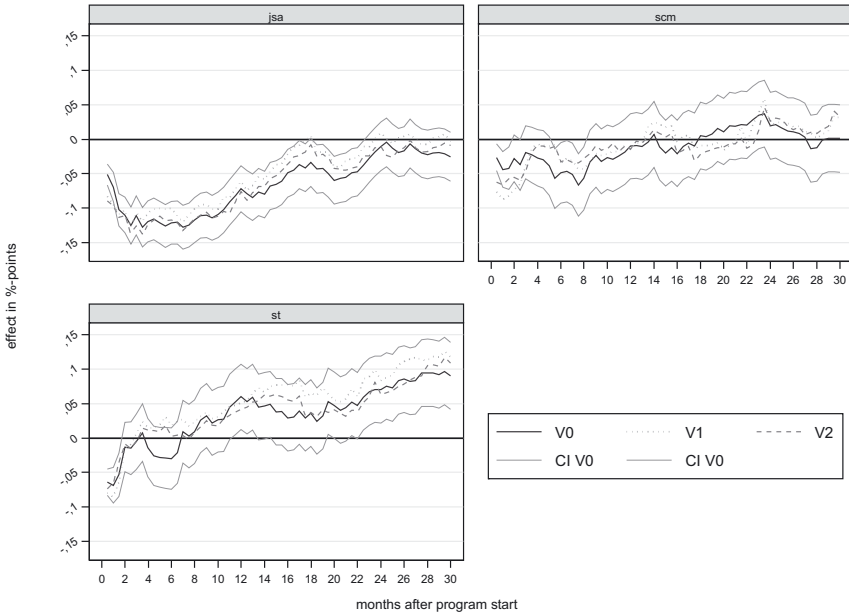 jsa
scm
,15
,1
,05
0
-,05
-,1
-,15
0 2 4 6 8 10 12 14 16 18 20 22 24 26 28 30
st
,15
,1
,05
0
-,05
-,1
-,15
0 2 4 6 8 10 12 14 16 18 20 22 24 26 28 30
effect in %-points
months after program start
V0 V1 V2
CI V0 CI V0